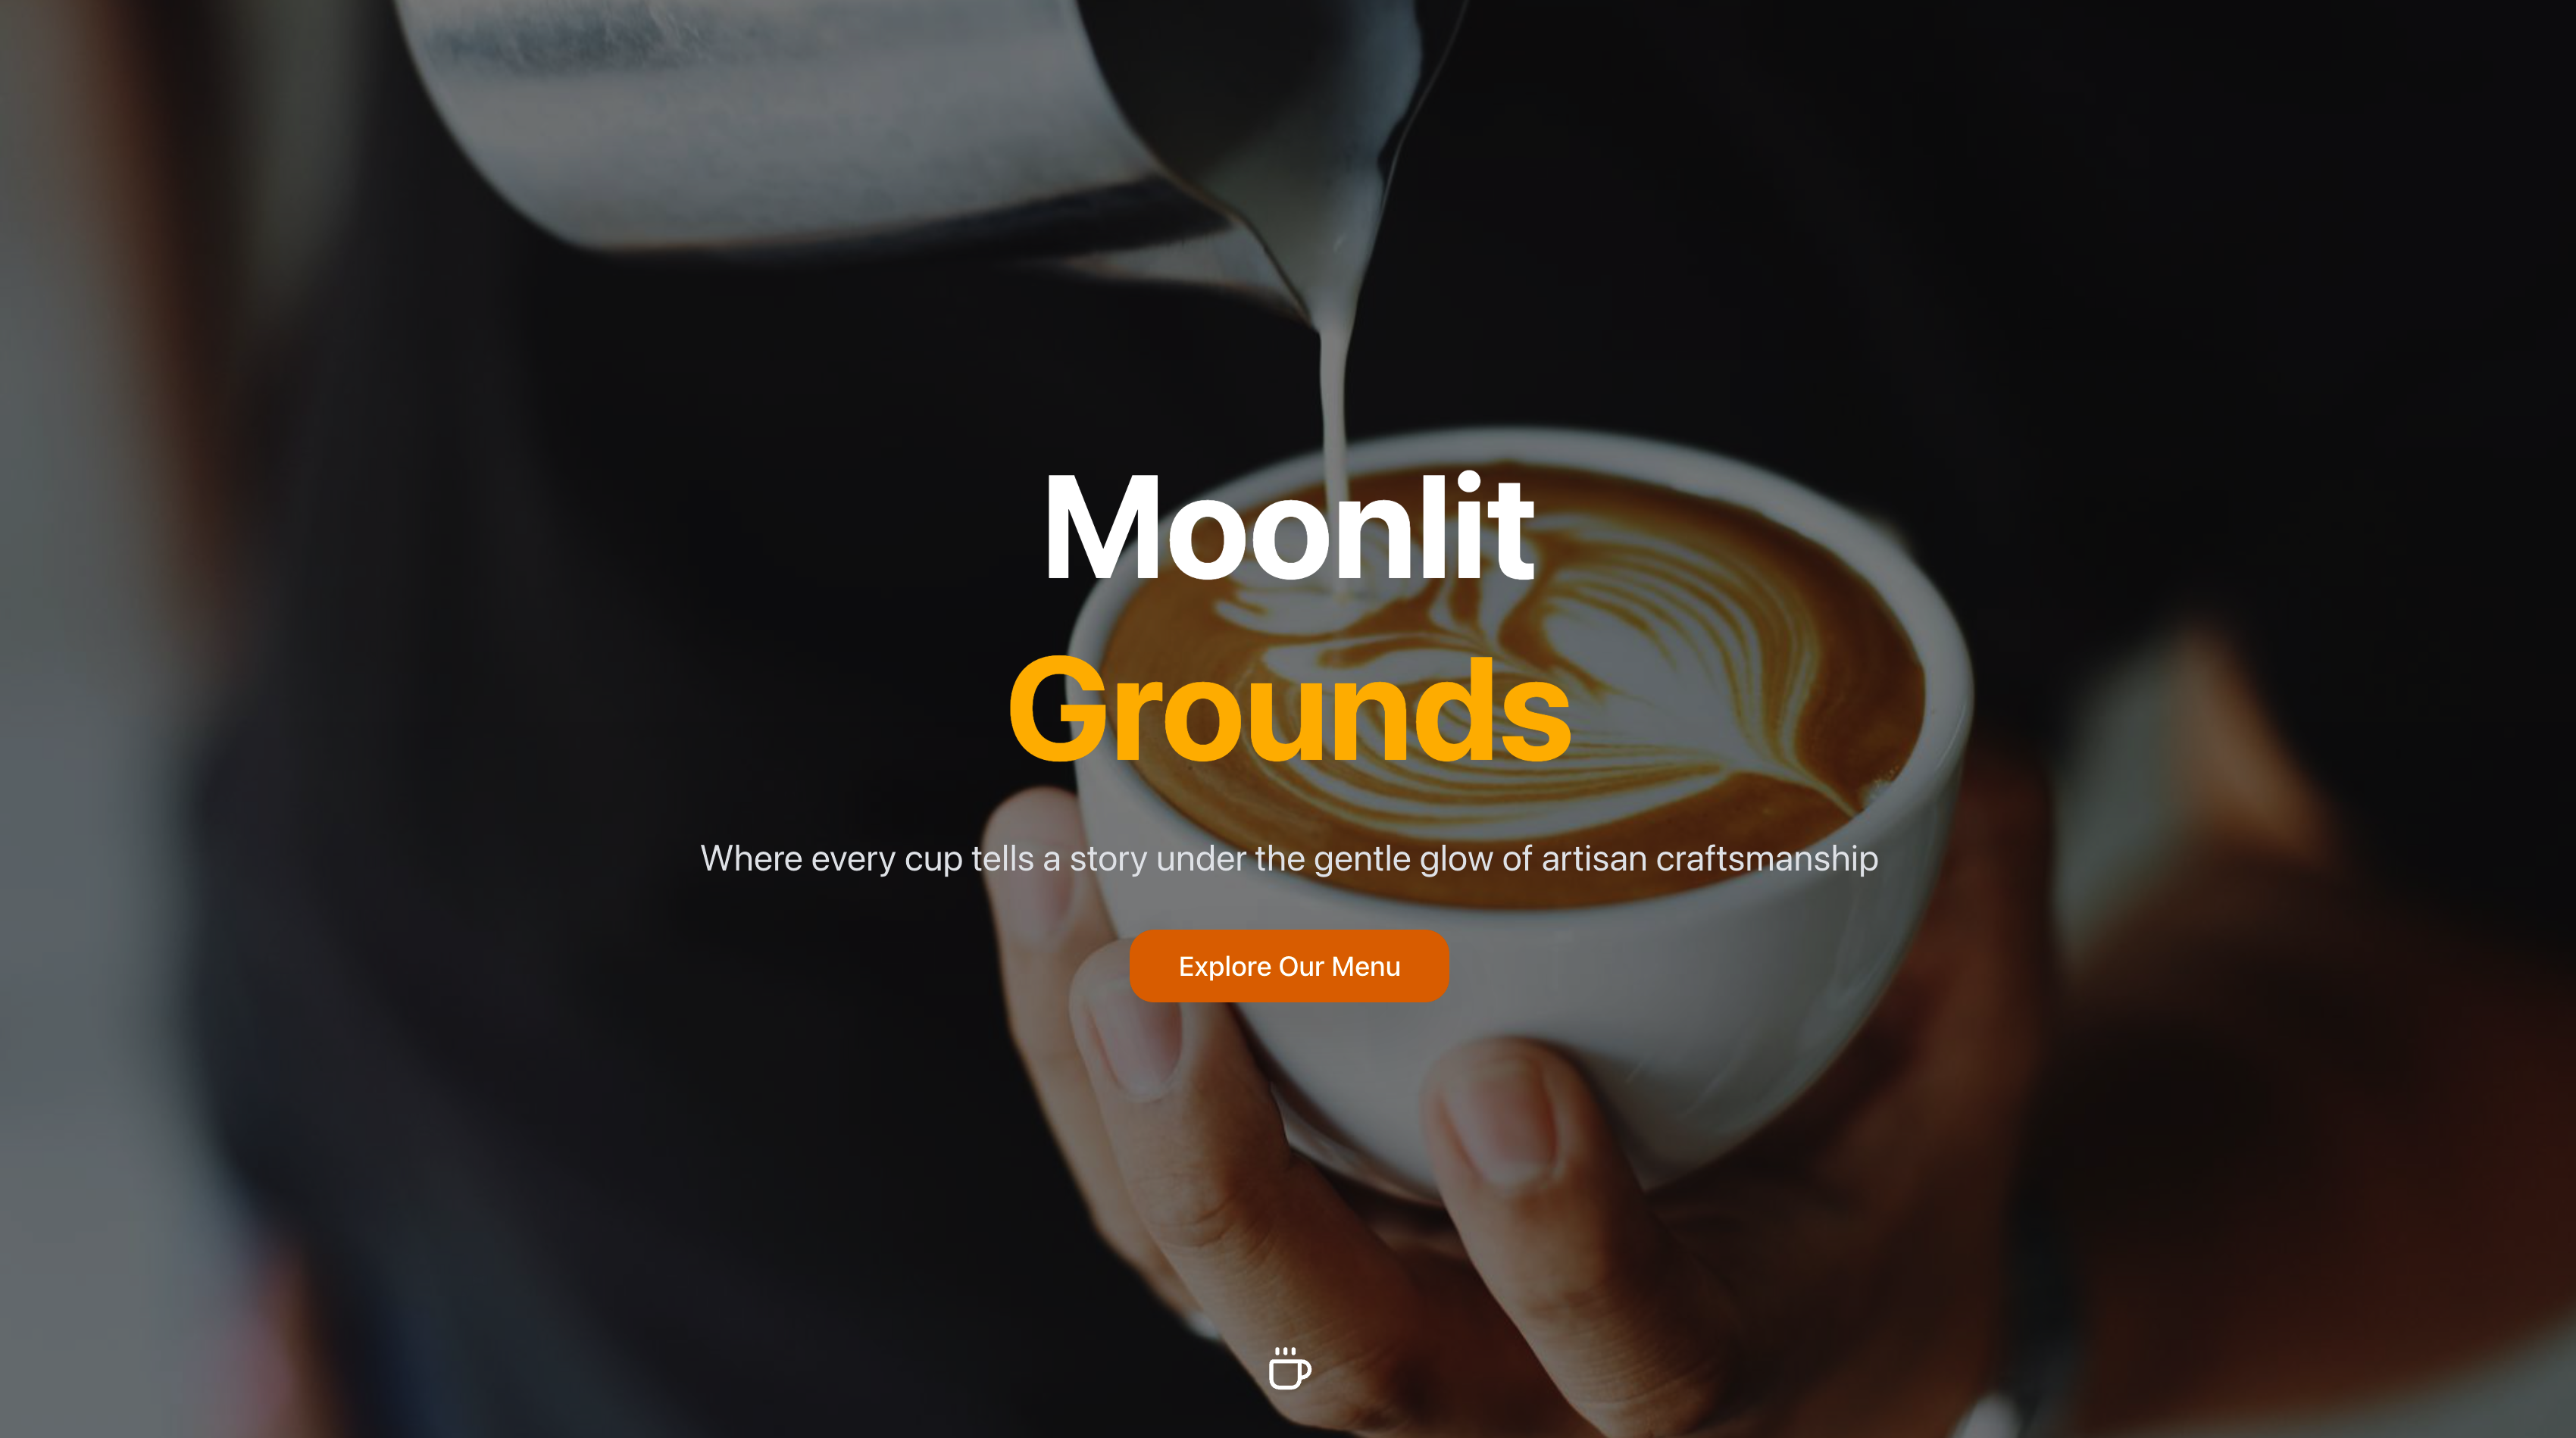 Moonlit
Grounds
Where every cup tells a story under the gentle glow of artisan craftsmanship
Explore Our Menu